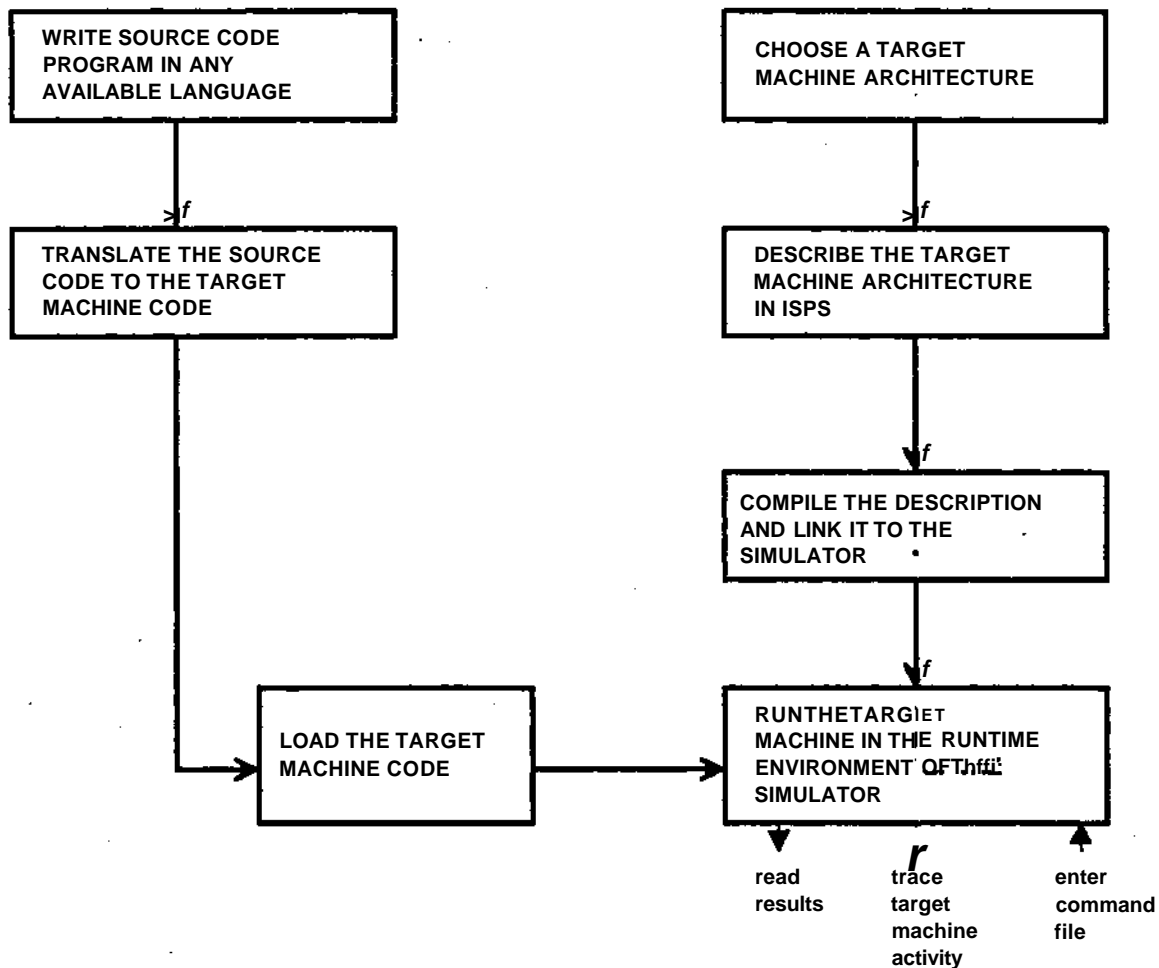 WRITE SOURCE CODE
PROGRAM IN ANY
AVAILABLE LANGUAGE
CHOOSE A TARGET
MACHINE ARCHITECTURE
f
f
TRANSLATE THE SOURCE
CODE TO THE TARGET
MACHINE CODE
DESCRIBE THE TARGET
MACHINE ARCHITECTURE
IN ISPS
f
COMPILE THE DESCRIPTION
AND LINK IT TO THE
SIMULATOR
f
LOAD THE TARGET
MACHINE CODE
RUNTHETARGIET
MACHINE IN THE RUNTIME
ENVIRONMENT
SIMULATOR
r
read
results
trace
target
machine
activity
enter
command
file